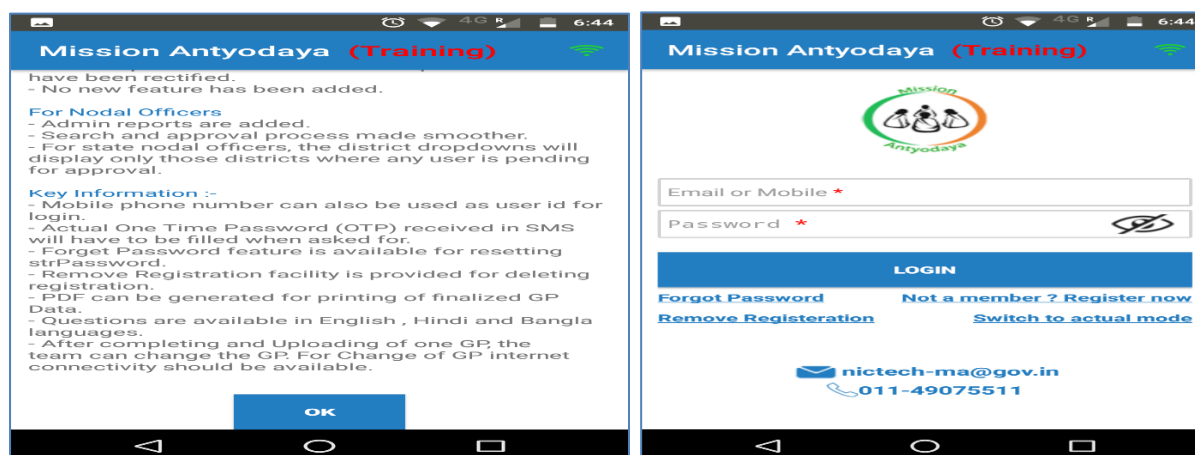 4G R 6:44
Mission Antyodaya (Training)
have been rectified.
- No new feature has been added.
For Nodal Officers
- Admin reports are added.
- Search and approval process made smoother.
- For state nodal officers, the district dropdowns will
display only those districts where any user is pending
for approval.
Key Information :-
- Mobile phone number can also be used as user id for
login.
- Actual One Time Password (OTP) received in SMS
will have to be filled when asked for.
- Forget Password feature is available for resetting
strPassword.
- Remove Registration facility is provided for deleting
registration.
- PDF can be generated for printing of finalized GP
Data.
- Questions are available in English , Hindi and Bangla
languages.
- After completing and Uploading of one GP, the
team can change the GP. For Change of GP internet
connectivity should be available.
OK
4G R 6:44
Mission Antyodaya (Training)
Mission
Antyodaya
Email or Mobile *
Password *
LOGIN
Forgot Password Not a member ? Register now
Remove Registeration Switch to actual mode
nictech-ma@gov.in
011-49075511